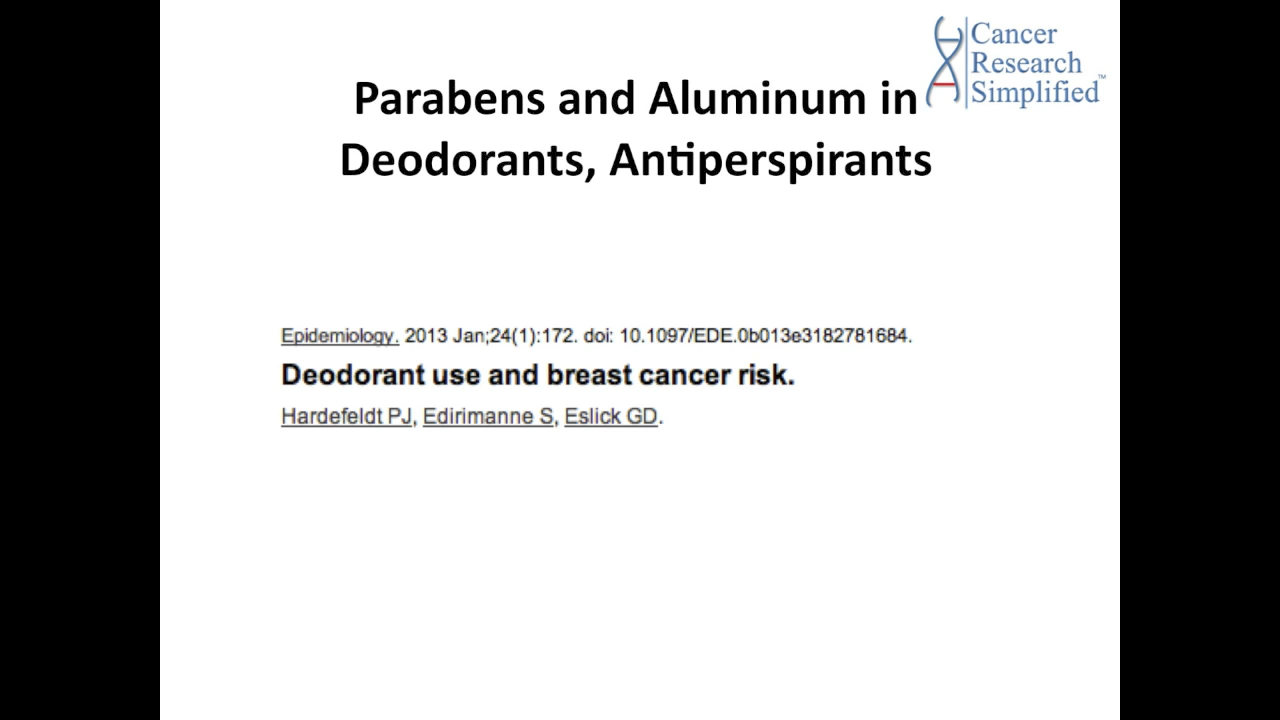 Cancer
Research
Simplified™
Parabens and Aluminum in
Deodorants, Antiperspirants
Epidemiology. 2013 Jan;24(1):172. doi: 10.1097/EDE.0b013e3182781684.
Deodorant use and breast cancer risk.
Hardefeldt PJ, Edirimanne S, Eslick GD.